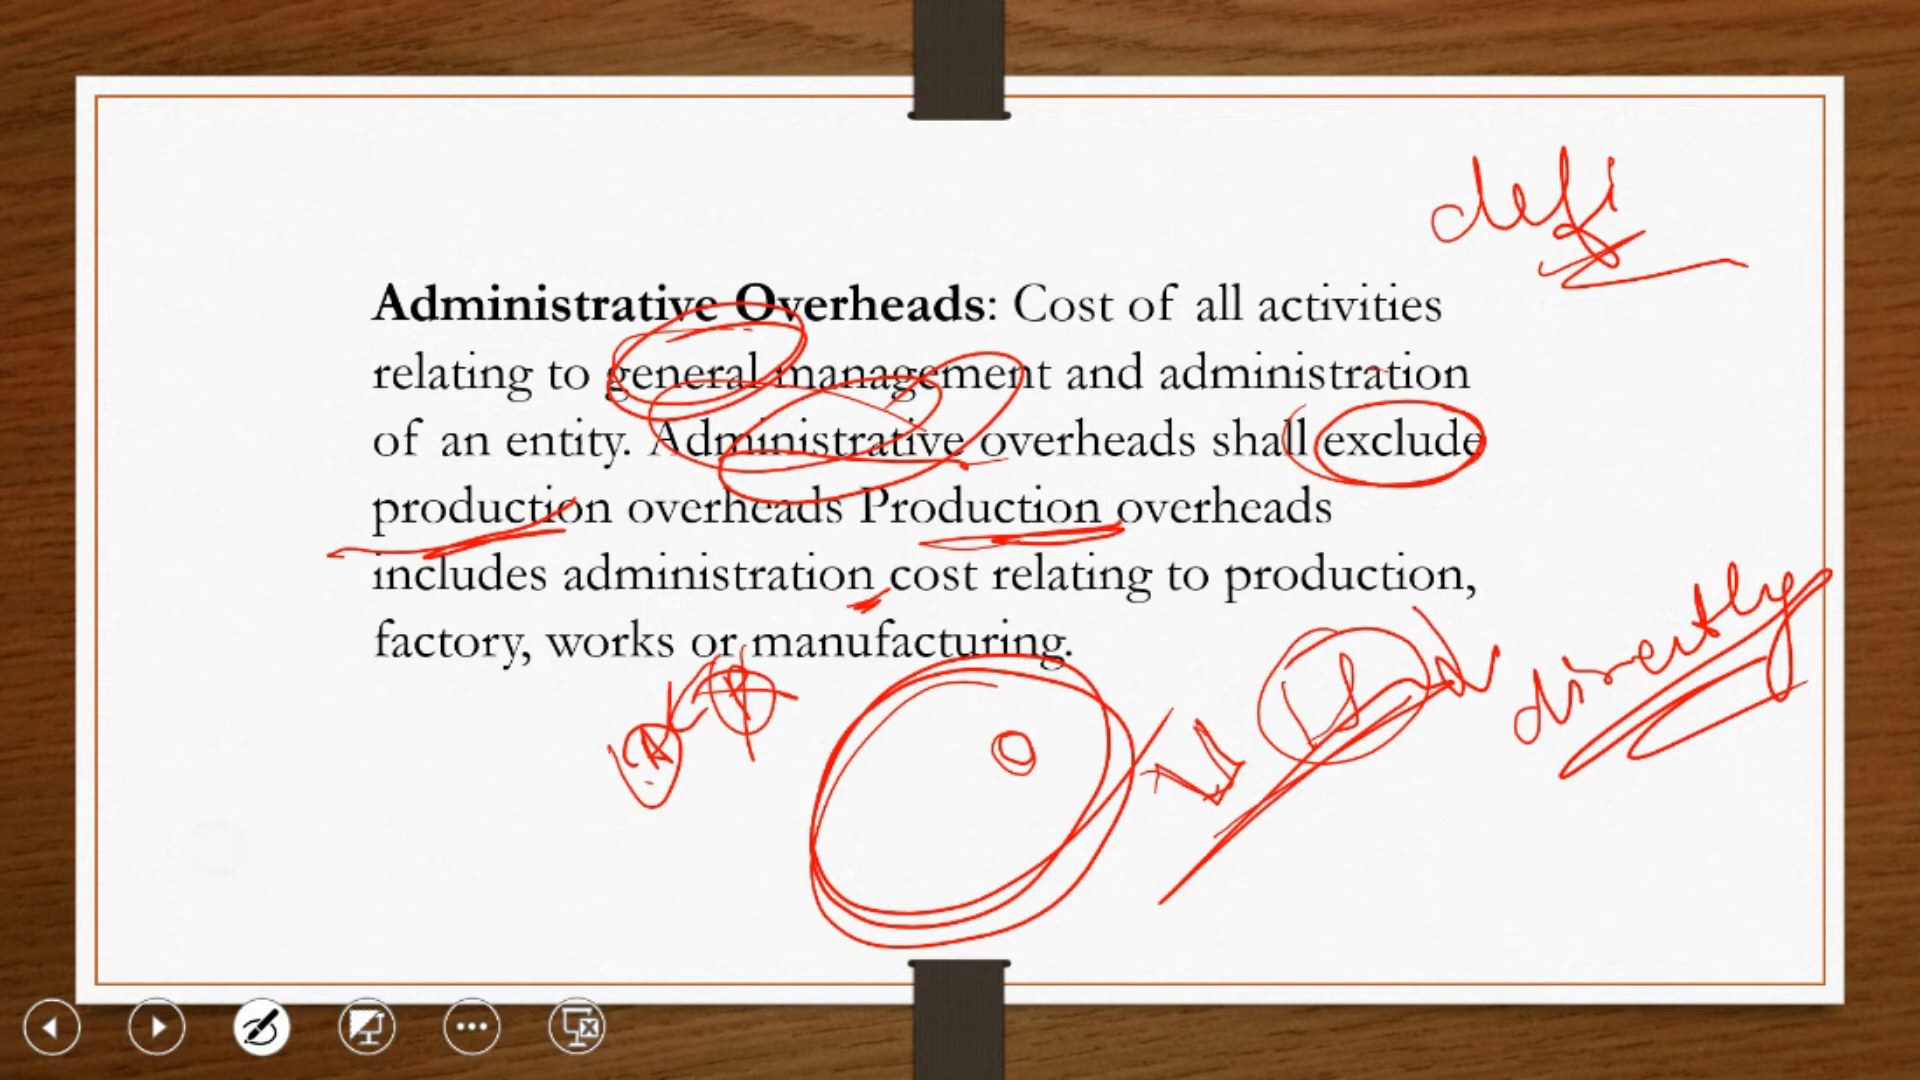 defi
Administrative Overheads: Cost of all activities
relating to general management and administration
of an entity. Administrative overheads shall exclude
production overheads Production overheads
includes administration cost relating to production,
factory, works or manufacturing.
directly
P
A